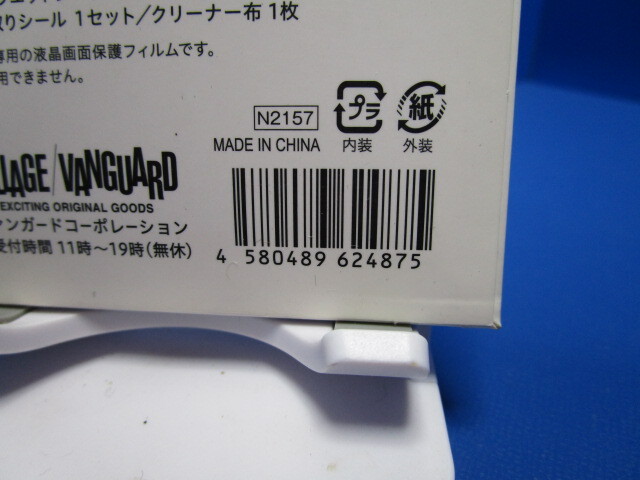 取りシール 1セット/クリーナー布 1枚
専用の液晶画面保護フィルムです。
用できません。
N2157
プラ
紙
MADE IN CHINA
内装
外装
LLAGE/VANGUARD
EXCITING ORIGINAL GOODS
ァンガードコーポレーション
受付時間 11時～19時(無休)
4 580489 624875